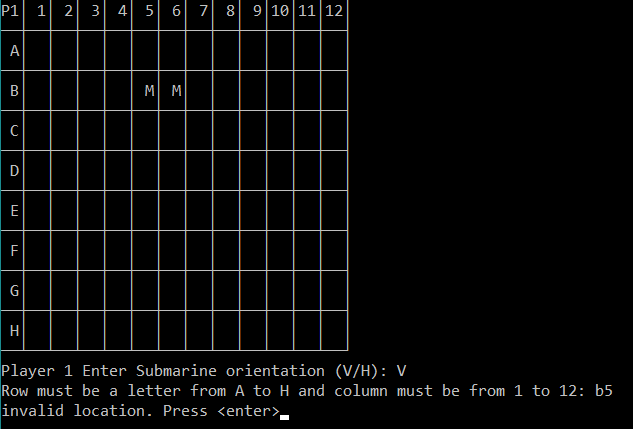 P1 1 2 3 4 5 6 7 8 9 10 11 12
A
B M M
C
D
E
F
G
H
Player 1 Enter Submarine orientation (V/H): V
Row must be a letter from A to H and column must be from 1 to 12: b5
invalid location. Press <enter>